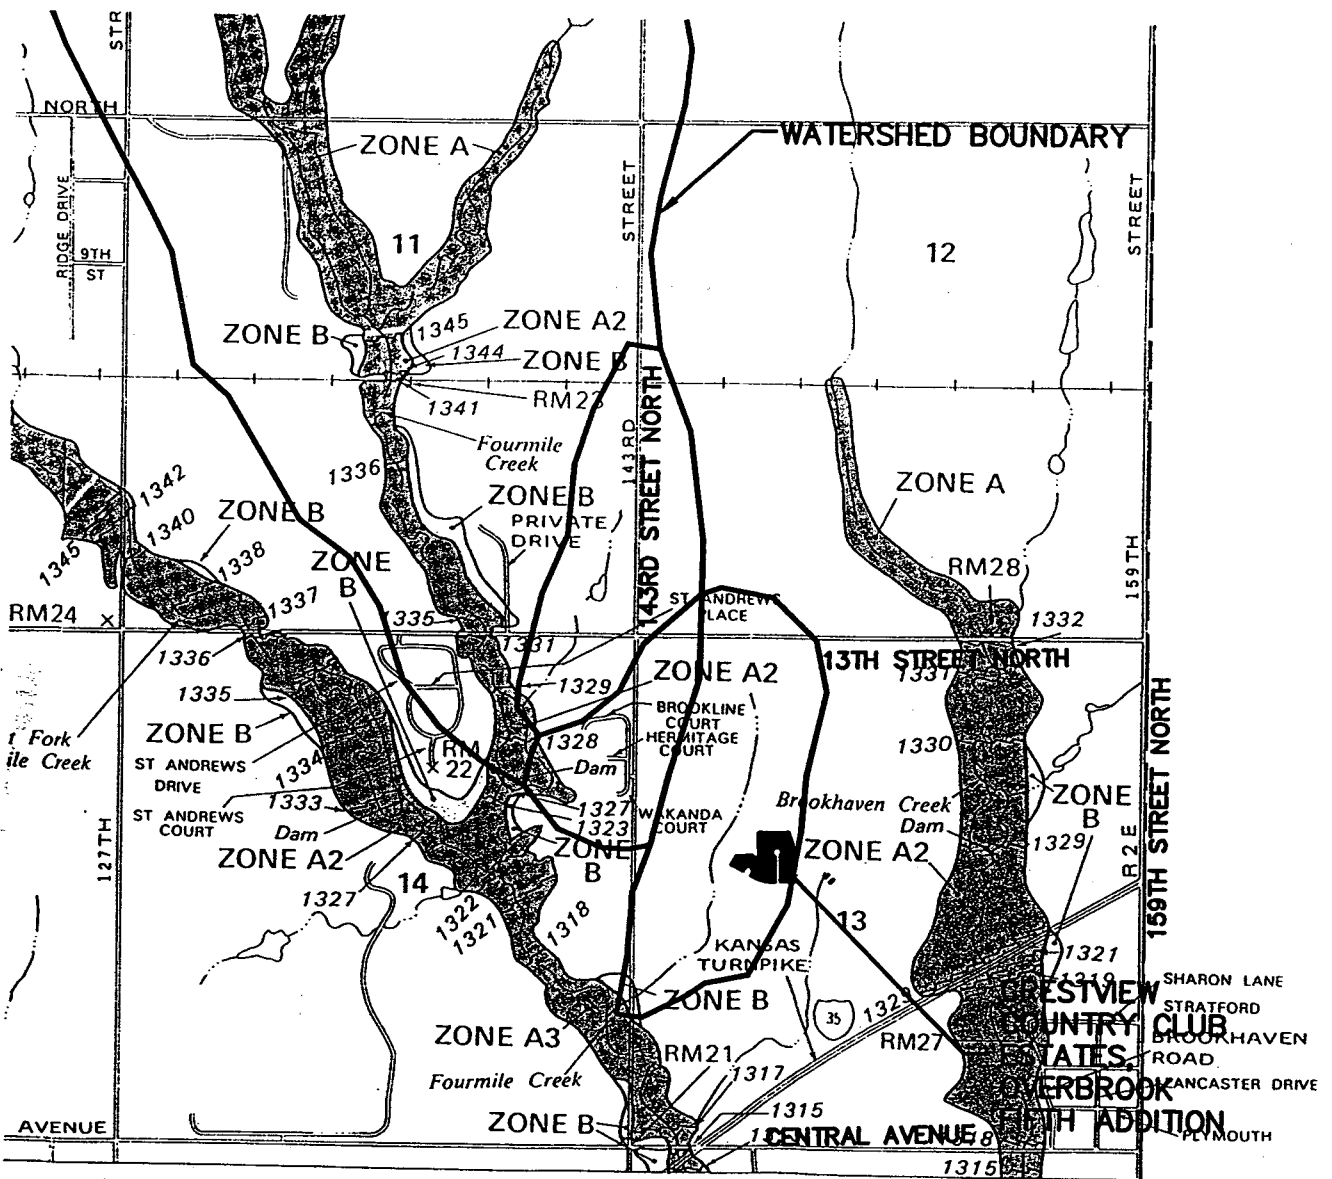 STR
NORTH
ZONE A
WATERSHED BOUNDARY
RIDGE DRIVE
STREET
STREET
9TH
ST
11
12
ZONE B
1345
ZONE A2
1344
ZONE B
1341
RM23
Fourmile
Creek
143RD
143RD STREET NORTH
1336
ZONE B
PRIVATE
DRIVE
ZONE A
1342
1340
ZONE B
1338
1345
ZONE
B
1337
RM28
159TH
RM24
1335
ST ANDREWS
PLACE
1332
1336
1331
13TH STREET NORTH
1331
1335
1329
ZONE A2
BROOKLINE
COURT
HERMITAGE
COURT
159TH STREET NORTH
ZONE B
1328
1330
Fork
ile Creek
ST ANDREWS
DRIVE
1334
RM
22
Dam
1333
ST ANDREWS
COURT
Dam
1327
1323
WAKANDA
COURT
Brookhaven Creek
Dam
ZONE
B
127TH
ZONE A2
ZONE
B
ZONE A2
1329
R 2 E
14
1327
1322
1321
1318
13
KANSAS
TURNPIKE
1321
1319
ZONE B
35
1329
SHARON LANE
CRESTVIEW
STRATFORD
COUNTRY CLUB
BROOKHAVEN
ROAD
ESTATES,
ZONE A3
RM21
RM27
Fourmile Creek
1317
LANCASTER DRIVE
OVERBROOK
FIFTH ADDITION
ZONE B
1315
AVENUE
CENTRAL AVENUE
1318
PLYMOUTH
1315